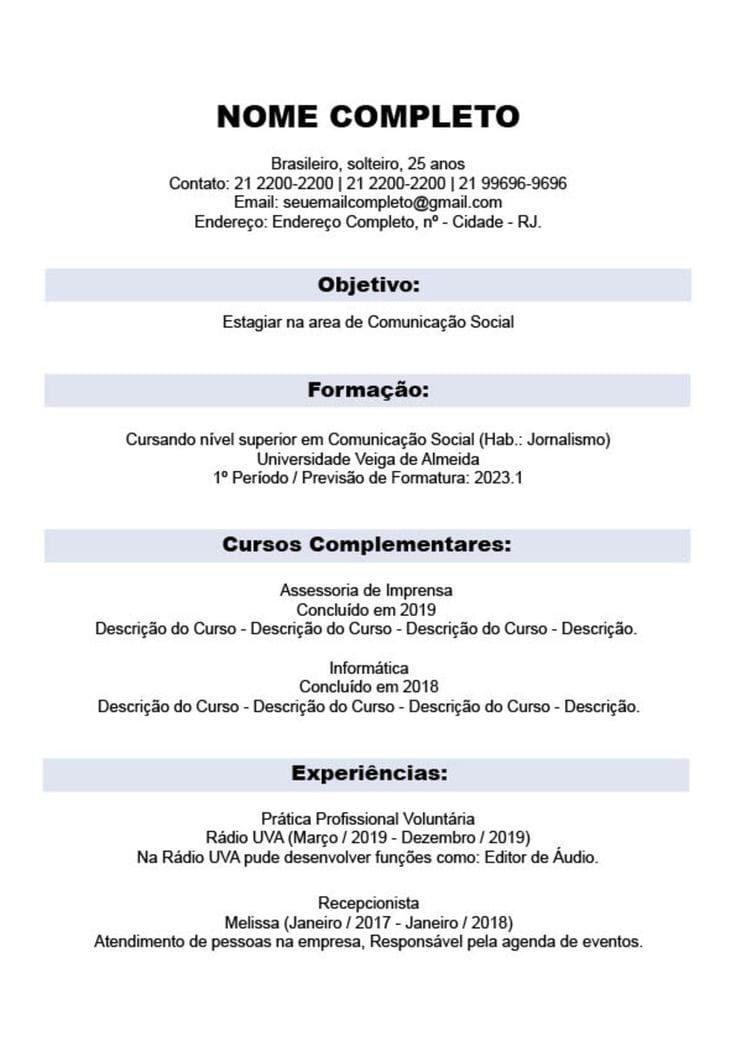 NOME COMPLETO
Brasileiro, solteiro, 25 anos
Contato: 21 2200-2200 | 21 2200-2200 | 21 99696-9696
Email: seuemailcompleto@gmail.com
Endereço: Endereço Completo, nº - Cidade - RJ.
Objetivo:
Estagiar na area de Comunicação Social
Formação:
Cursando nível superior em Comunicação Social (Hab.: Jornalismo)
Universidade Veiga de Almeida
1º Período / Previsão de Formatura: 2023.1
Cursos Complementares:
Assessoria de Imprensa
Concluído em 2019
Descrição do Curso - Descrição do Curso - Descrição do Curso - Descrição.
Informática
Concluído em 2018
Descrição do Curso - Descrição do Curso - Descrição do Curso - Descrição.
Experiências:
Prática Profissional Voluntária
Rádio UVA (Março / 2019 - Dezembro / 2019)
Na Rádio UVA pude desenvolver funções como: Editor de Áudio.
Recepcionista
Melissa (Janeiro / 2017 - Janeiro / 2018)
Atendimento de pessoas na empresa, Responsável pela agenda de eventos.